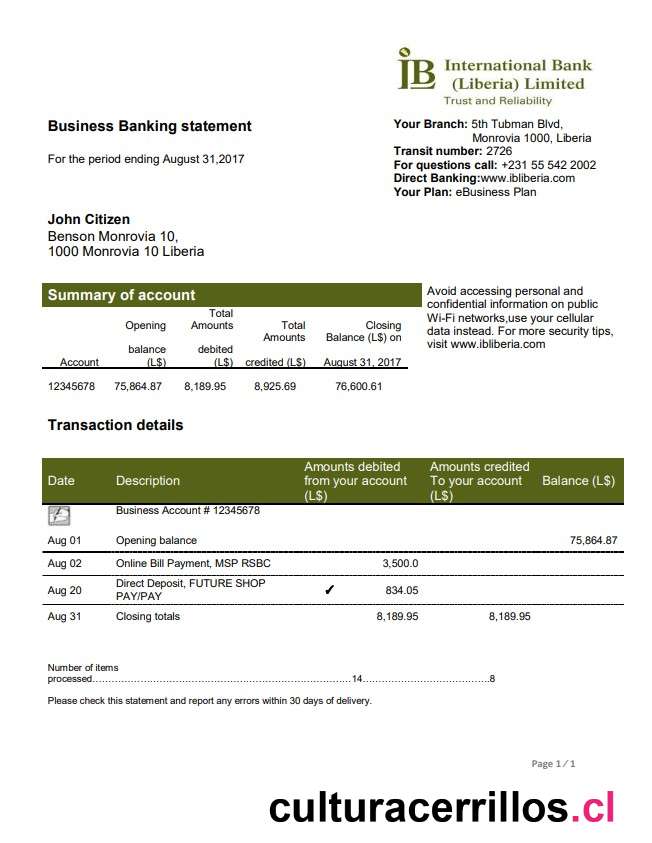 iB International Bank
(Liberia) Limited
Trust and Reliability
Business Banking statement
For the period ending August 31,2017
Your Branch: 5th Tubman Blvd,
Monrovia 1000, Liberia
Transit number: 2726
For questions call: +231 55 542 2002
Direct Banking:www.ibliberia.com
Your Plan: eBusiness Plan
John Citizen
Benson Monrovia 10,
1000 Monrovia 10 Liberia
Summary of account
Avoid accessing personal and
confidential information on public
Wi-Fi networks,use your cellular
data instead. For more security tips,
visit www.ibliberia.com
Account Opening balance (L$) Total Amounts debited (L$) Total Amounts credited (L$) Closing Balance (L$) on August 31, 2017
12345678 75,864.87 8,189.95 8,925.69 76,600.61
Transaction details
Date Description Amounts debited from your account (L$) Amounts credited To your account (L$) Balance (L$)
Business Account # 12345678
Aug 01 Opening balance 75,864.87
Aug 02 Online Bill Payment, MSP RSBC 3,500.0
Aug 20 Direct Deposit, FUTURE SHOP PAY/PAY ✔ 834.05
Aug 31 Closing totals 8,189.95 8,189.95
Number of items
processed.......................................................................................14..........................................8
Please check this statement and report any errors within 30 days of delivery.
Page 1 / 1
culturacerrillos.cl